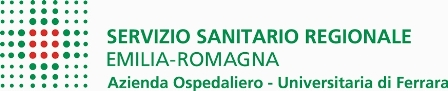 SERVIZIO SANITARIO REGIONALE
EMILIA-ROMAGNA
Azienda Ospedaliero - Universitaria di Ferrara